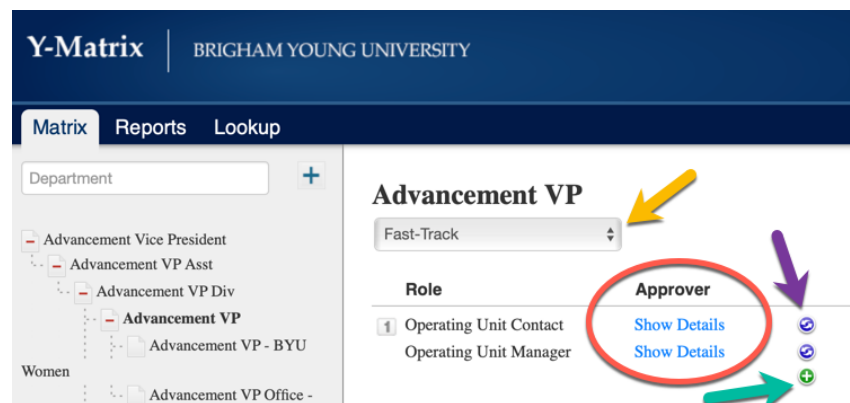 Y-Matrix BRIGHAM YOUNG UNIVERSITY
Matrix Reports Lookup
Department
Advancement Vice President
Advancement VP Asst
Advancement VP Div
Advancement VP
Advancement VP - BYU
Women
Advancement VP Office -
Advancement VP
Fast-Track
Role Approver
1 Operating Unit Contact Show Details
Operating Unit Manager Show Details